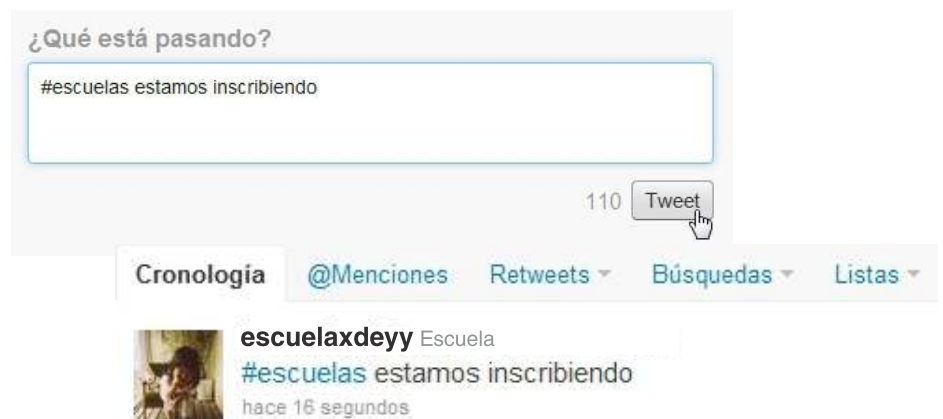 ¿Qué está pasando?
#escuelas estamos inscribiendo
110 Tweet
Cronología @Menciones Retweets Búsquedas Listas
escuelaxdeyy Escuela
#escuelas estamos inscribiendo
hace 16 segundos